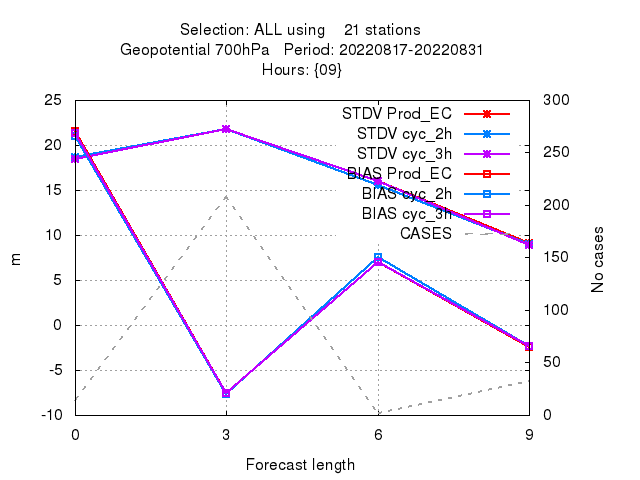 Selection: ALL using    21 stations
Geopotential 700hPa   Period: 20220817-20220831
Hours: {09}
25
20
15
10
5
0
-5
-10
m
300
250
200
150
100
50
0
No cases
STDV Prod_EC
STDV cyc_2h
STDV cyc_3h
BIAS Prod_EC
BIAS cyc_2h
BIAS cyc_3h
CASES
0 3 6 9
Forecast length